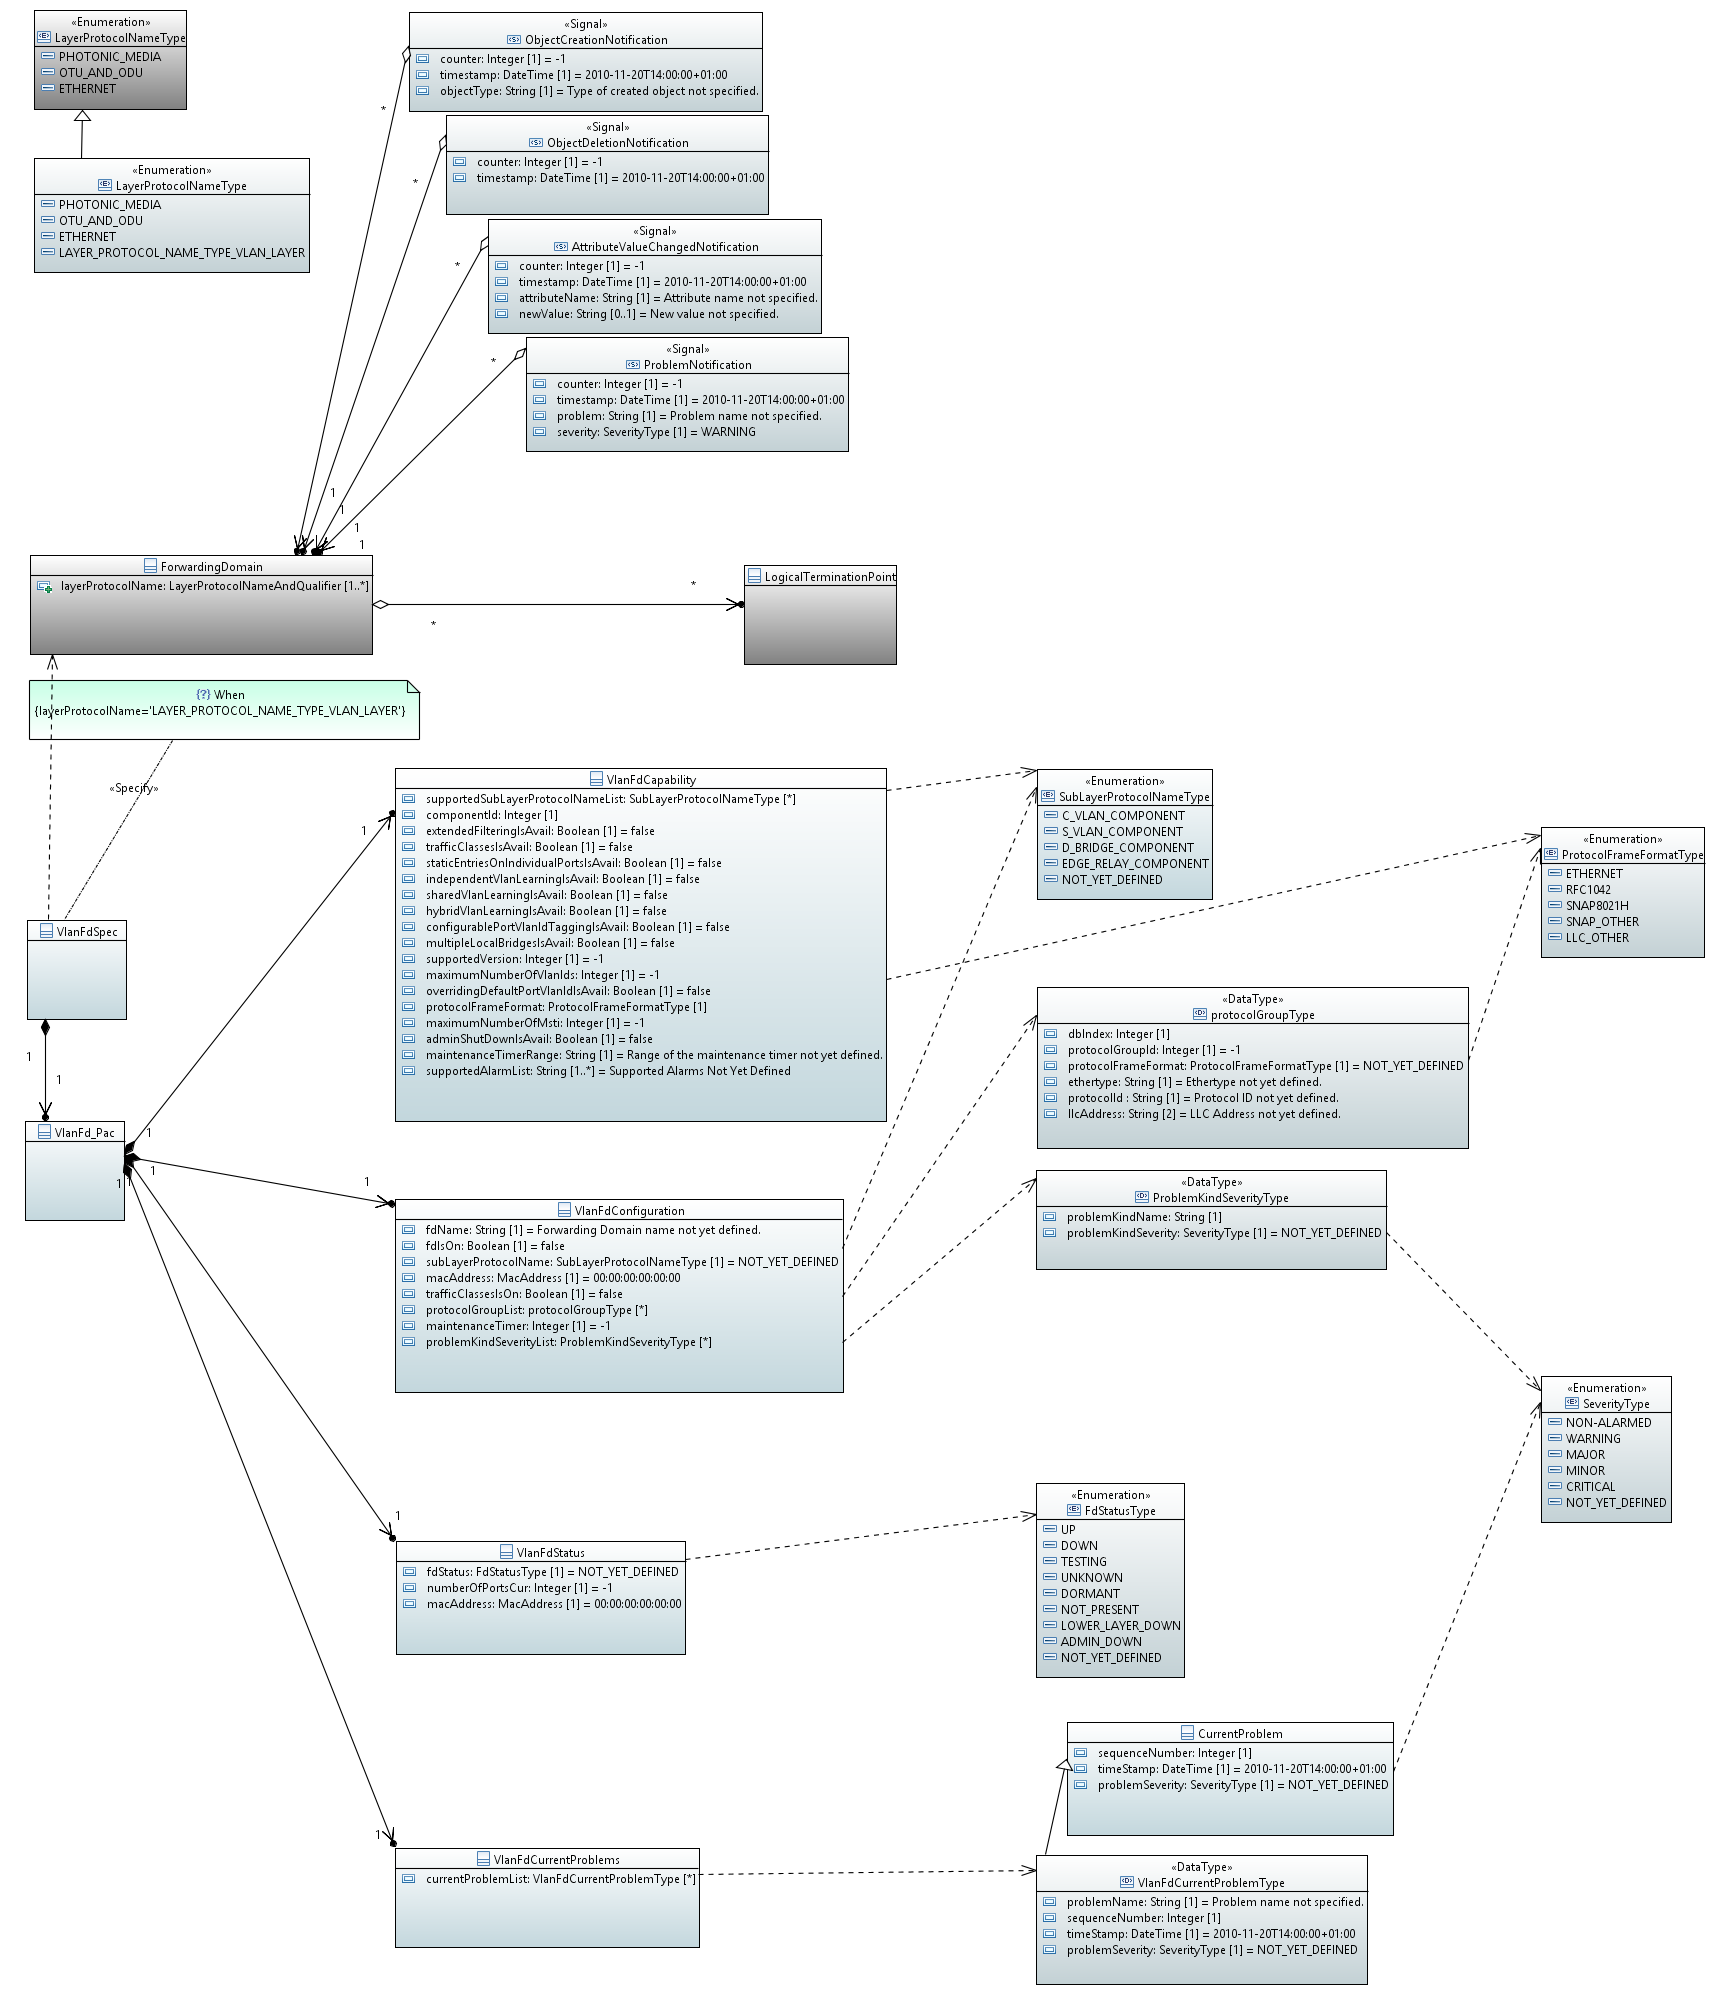 «Enumeration»
LayerProtocolNameType
PHOTONIC_MEDIA
OTU_AND_ODU
ETHERNET
«Enumeration»
LayerProtocolNameType
PHOTONIC_MEDIA
OTU_AND_ODU
ETHERNET
LAYER_PROTOCOL_NAME_TYPE_VLAN_LAYER
«Signal»
ObjectCreationNotification
counter: Integer [1] = -1
timestamp: DateTime [1] = 2010-11-20T14:00:00+01:00
objectType: String [1] = Type of created object not specified.
*
«Signal»
ObjectDeletionNotification
counter: Integer [1] = -1
timestamp: DateTime [1] = 2010-11-20T14:00:00+01:00
*
«Signal»
AttributeValueChangedNotification
counter: Integer [1] = -1
timestamp: DateTime [1] = 2010-11-20T14:00:00+01:00
attributeName: String [1] = Attribute name not specified.
newValue: String [0..1] = New value not specified.
*
«Signal»
ProblemNotification
counter: Integer [1] = -1
timestamp: DateTime [1] = 2010-11-20T14:00:00+01:00
problem: String [1] = Problem name not specified.
severity: SeverityType [1] = WARNING
*
1
1
1
1
ForwardingDomain
layerProtocolName: LayerProtocolNameAndQualifier [1..*]
*
*
LogicalTerminationPoint
{?} When
{layerProtocolName='LAYER_PROTOCOL_NAME_TYPE_VLAN_LAYER'}
«Specify»
VlanFdSpec
1
1
VlanFd_Pac
1
1
1
1
1
VlanFdCapability
supportedSubLayerProtocolNameList: SubLayerProtocolNameType [*]
componentId: Integer [1]
extendedFilteringIsAvail: Boolean [1] = false
trafficClassesIsAvail: Boolean [1] = false
staticEntriesOnIndividualPortsIsAvail: Boolean [1] = false
independentVlanLearningIsAvail: Boolean [1] = false
sharedVlanLearningIsAvail: Boolean [1] = false
hybridVlanLearningIsAvail: Boolean [1] = false
configurablePortVlanIdTaggingIsAvail: Boolean [1] = false
multipleLocalBridgesIsAvail: Boolean [1] = false
supportedVersion: Integer [1] = -1
maximumNumberOfVlanIds: Integer [1] = -1
overridingDefaultPortVlanIdIsAvail: Boolean [1] = false
protocolFrameFormat: ProtocolFrameFormatType [1]
maximumNumberOfMsti: Integer [1] = -1
adminShutDownIsAvail: Boolean [1] = false
maintenanceTimerRange: String [1] = Range of the maintenance timer not yet defined.
supportedAlarmList: String [1..*] = Supported Alarms Not Yet Defined
«Enumeration»
SubLayerProtocolNameType
C_VLAN_COMPONENT
S_VLAN_COMPONENT
D_BRIDGE_COMPONENT
EDGE_RELAY_COMPONENT
NOT_YET_DEFINED
«Enumeration»
ProtocolFrameFormatType
ETHERNET
RFC1042
SNAP8021H
SNAP_OTHER
LLC_OTHER
«DataType»
protocolGroupType
dbIndex: Integer [1]
protocolGroupId: Integer [1] = -1
protocolFrameFormat: ProtocolFrameFormatType [1] = NOT_YET_DEFINED
ethertype: String [1] = Ethertype not yet defined.
protocolId : String [1] = Protocol ID not yet defined.
llcAddress: String [2] = LLC Address not yet defined.
1
VlanFdConfiguration
fdName: String [1] = Forwarding Domain name not yet defined.
fdIsOn: Boolean [1] = false
subLayerProtocolName: SubLayerProtocolNameType [1] = NOT_YET_DEFINED
macAddress: MacAddress [1] = 00:00:00:00:00:00
trafficClassesIsOn: Boolean [1] = false
protocolGroupList: protocolGroupType [*]
maintenanceTimer: Integer [1] = -1
problemKindSeverityList: ProblemKindSeverityType [*]
«DataType»
ProblemKindSeverityType
problemKindName: String [1]
problemKindSeverity: SeverityType [1] = NOT_YET_DEFINED
«Enumeration»
SeverityType
NON-ALARMED
WARNING
MAJOR
MINOR
CRITICAL
NOT_YET_DEFINED
1
VlanFdStatus
fdStatus: FdStatusType [1] = NOT_YET_DEFINED
numberOfPortsCur: Integer [1] = -1
macAddress: MacAddress [1] = 00:00:00:00:00:00
«Enumeration»
FdStatusType
UP
DOWN
TESTING
UNKNOWN
DORMANT
NOT_PRESENT
LOWER_LAYER_DOWN
ADMIN_DOWN
NOT_YET_DEFINED
CurrentProblem
sequenceNumber: Integer [1]
timeStamp: DateTime [1] = 2010-11-20T14:00:00+01:00
problemSeverity: SeverityType [1] = NOT_YET_DEFINED
1
VlanFdCurrentProblems
currentProblemList: VlanFdCurrentProblemType [*]
«DataType»
VlanFdCurrentProblemType
problemName: String [1] = Problem name not specified.
sequenceNumber: Integer [1]
timeStamp: DateTime [1] = 2010-11-20T14:00:00+01:00
problemSeverity: SeverityType [1] = NOT_YET_DEFINED